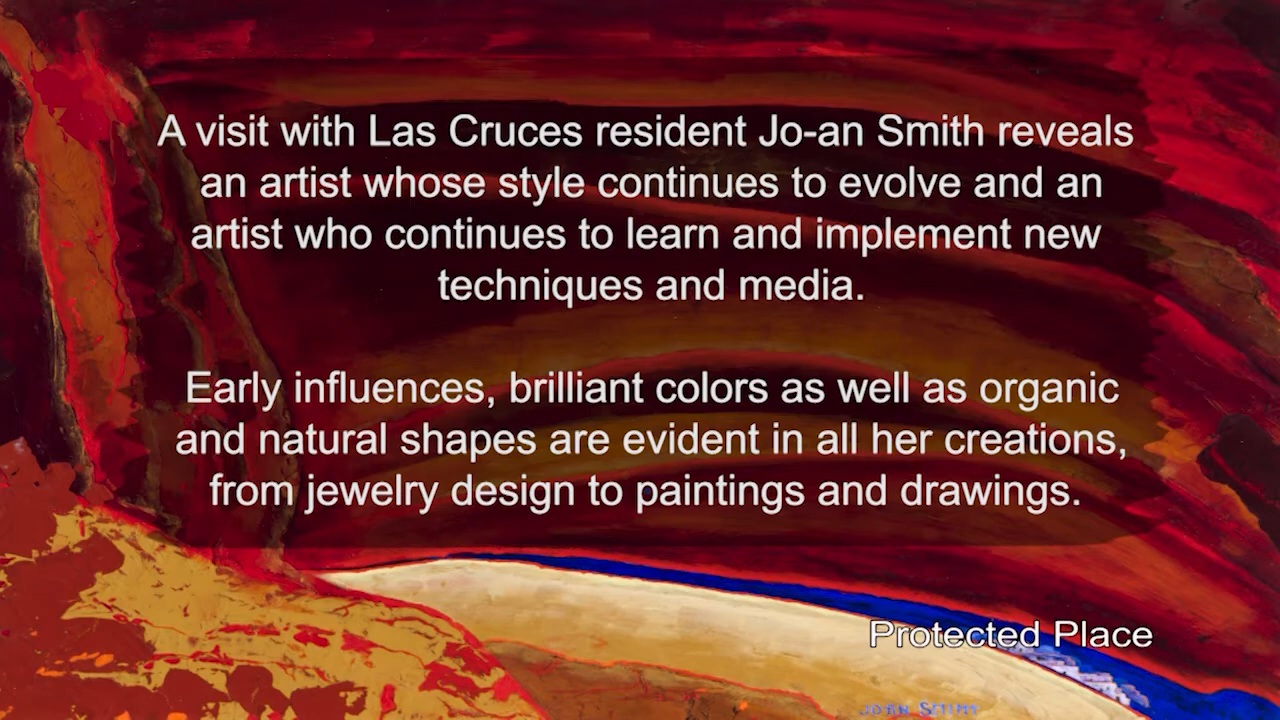 A visit with Las Cruces resident Jo-an Smith reveals
an artist whose style continues to evolve and an
artist who continues to learn and implement new
techniques and media.
Early influences, brilliant colors as well as organic
and natural shapes are evident in all her creations,
from jewelry design to paintings and drawings.
Protected Place
JOAN SMITH